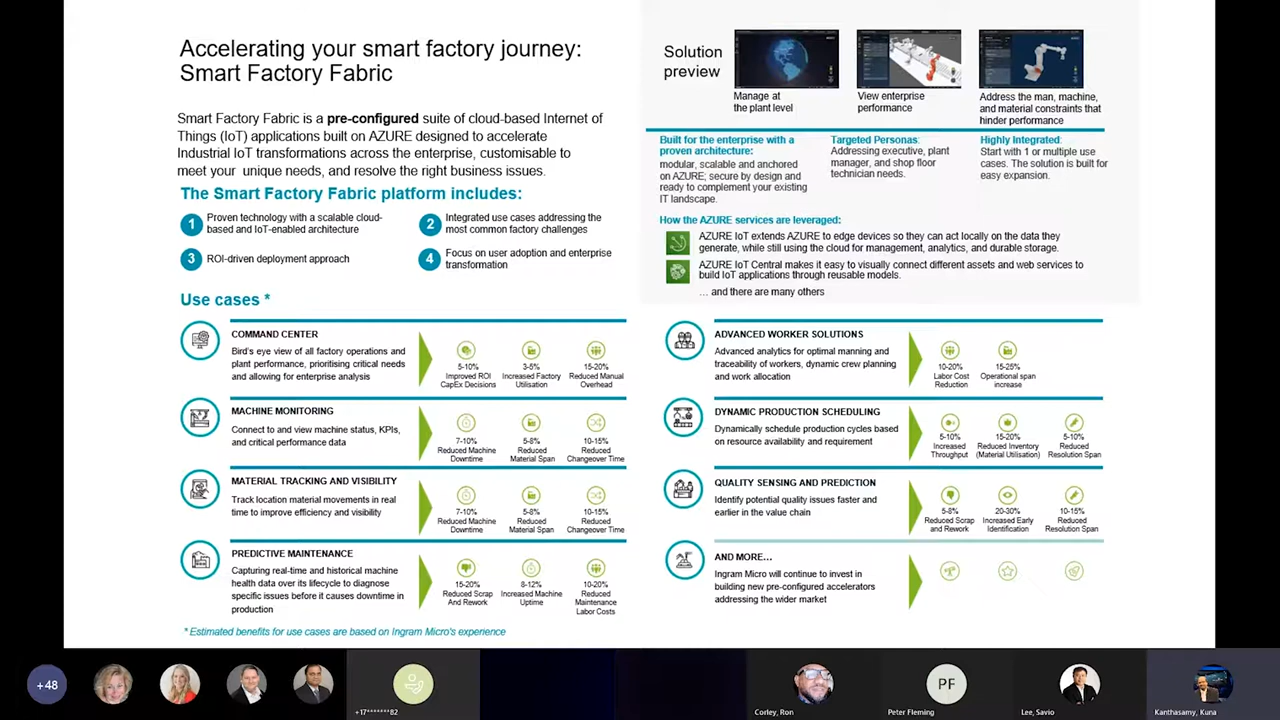 Accelerating your smart factory journey:
Smart Factory Fabric
Smart Factory Fabric is a pre-configured suite of cloud-based Internet of
Things (IoT) applications built on AZURE designed to accelerate
Industrial IoT transformations across the enterprise, customisable to
meet your unique needs, and resolve the right business issues.
The Smart Factory Fabric platform includes:
1
Proven technology with a scalable cloud-
based and IoT-enabled architecture
2
Integrated use cases addressing the
most common factory challenges
3
ROI-driven deployment approach
4
Focus on user adoption and enterprise
transformation
Solution
preview
Manage at
the plant level
View enterprise
performance
Address the man, machine,
and material constraints that
hinder performance
Built for the enterprise with a
proven architecture:
modular, scalable and anchored
on AZURE; secure by design and
ready to complement your existing
IT landscape.
Targeted Personas:
Addressing executive, plant
manager, and shop floor
technician needs.
Highly Integrated:
Start with 1 or multiple use
cases. The solution is built for
easy expansion.
How the AZURE services are leveraged:
AZURE IoT extends AZURE to edge devices so they can act locally on the data they
generate, while still using the cloud for management, analytics, and durable storage.
AZURE IoT Central makes it easy to visually connect different assets and web services to
build IoT applications through reusable models.
... and there are many others
Use cases *
COMMAND CENTER
Bird's eye view of all factory operations and
plant performance, prioritising critical needs
and allowing for enterprise analysis
5-10%
Improved ROI
CapEx Decisions
3-5%
Increased Factory
Utilisation
15-20%
Reduced Manual
Overhead
MACHINE MONITORING
Connect to and view machine status, KPIs,
and critical performance data
7-10%
Reduced Machine
Downtime
5-8%
Reduced
Material Span
10-15%
Reduced
Changeover Time
MATERIAL TRACKING AND VISIBILITY
Track location material movements in real
time to improve efficiency and visibility
7-10%
Reduced Machine
Downtime
5-8%
Reduced
Material Span
10-15%
Reduced
Changeover Time
PREDICTIVE MAINTENANCE
Capturing real-time and historical machine
health data over its lifecycle to diagnose
specific issues before it causes downtime in
production
15-20%
Reduced Scrap
And Rework
8-12%
Increased Machine
Uptime
10-20%
Reduced
Maintenance
Labor Costs
ADVANCED WORKER SOLUTIONS
Advanced analytics for optimal manning and
traceability of workers, dynamic crew planning
and work allocation
10-20%
Labor Cost
Reduction
15-25%
Operational span
increase
DYNAMIC PRODUCTION SCHEDULING
Dynamically schedule production cycles based
on resource availability and requirement
5-10%
Increased
Throughput
15-20%
Reduced Inventory
(Material Utilisation)
5-10%
Reduced
Resolution Span
QUALITY SENSING AND PREDICTION
Identify potential quality issues faster and
earlier in the value chain
5-8%
Reduced Scrap
and Rework
20-30%
Increased Early
Identification
10-15%
Reduced
Resolution Span
AND MORE...
Ingram Micro will continue to invest in
building new pre-configured accelerators
addressing the wider market
* Estimated benefits for use cases are based on Ingram Micro's experience
+48
+17*******82
Corley, Ron
PF
Peter Fleming
Lee, Savio
Kanthasamy, Kuna